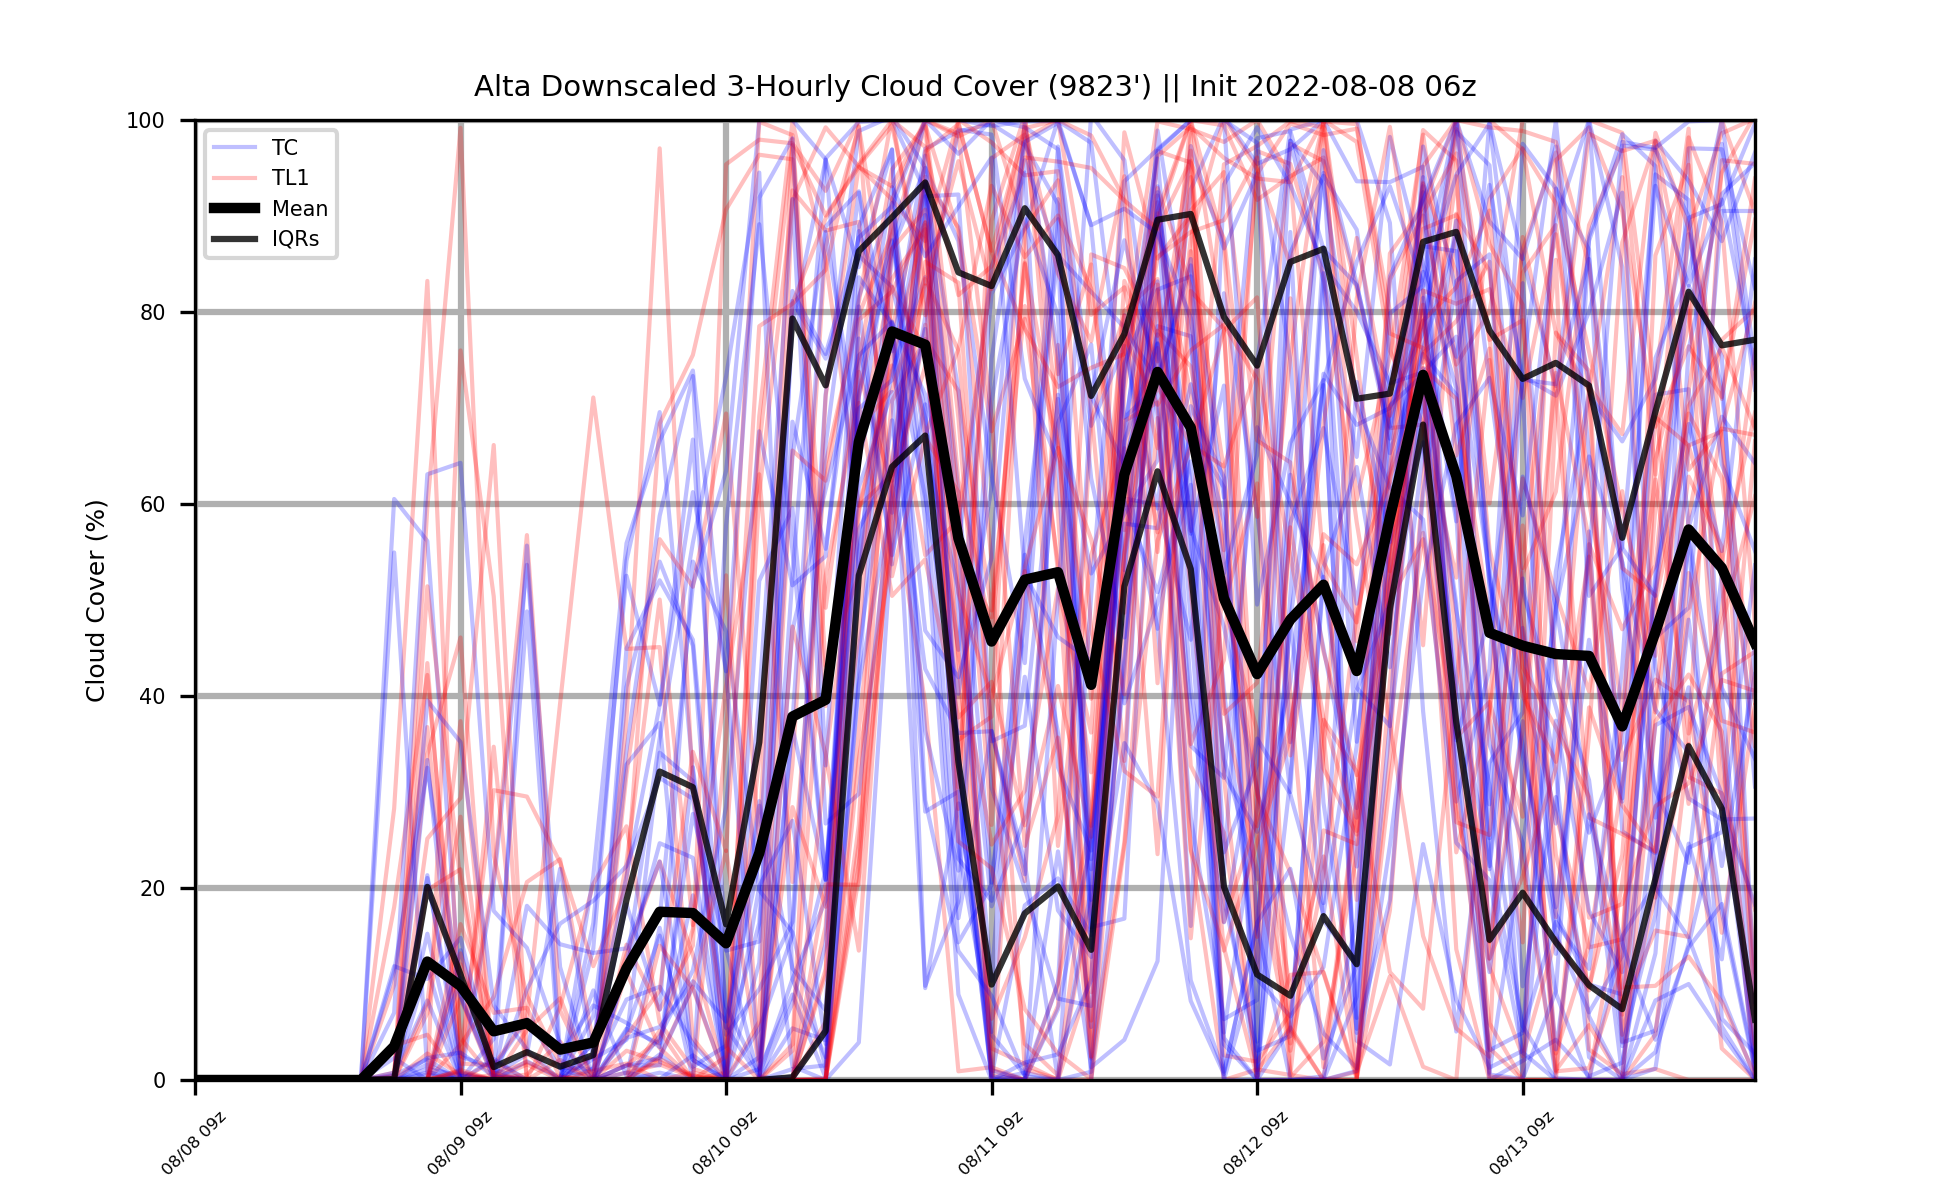 Alta Downscaled 3-Hourly Cloud Cover (9823') || Init 2022-08-08 06z
TC
TL1
Mean
IQRs
Cloud Cover (%)
100
80
60
40
20
0
08/08 09z
08/09 09z
08/10 09z
08/11 09z
08/12 09z
08/13 09z